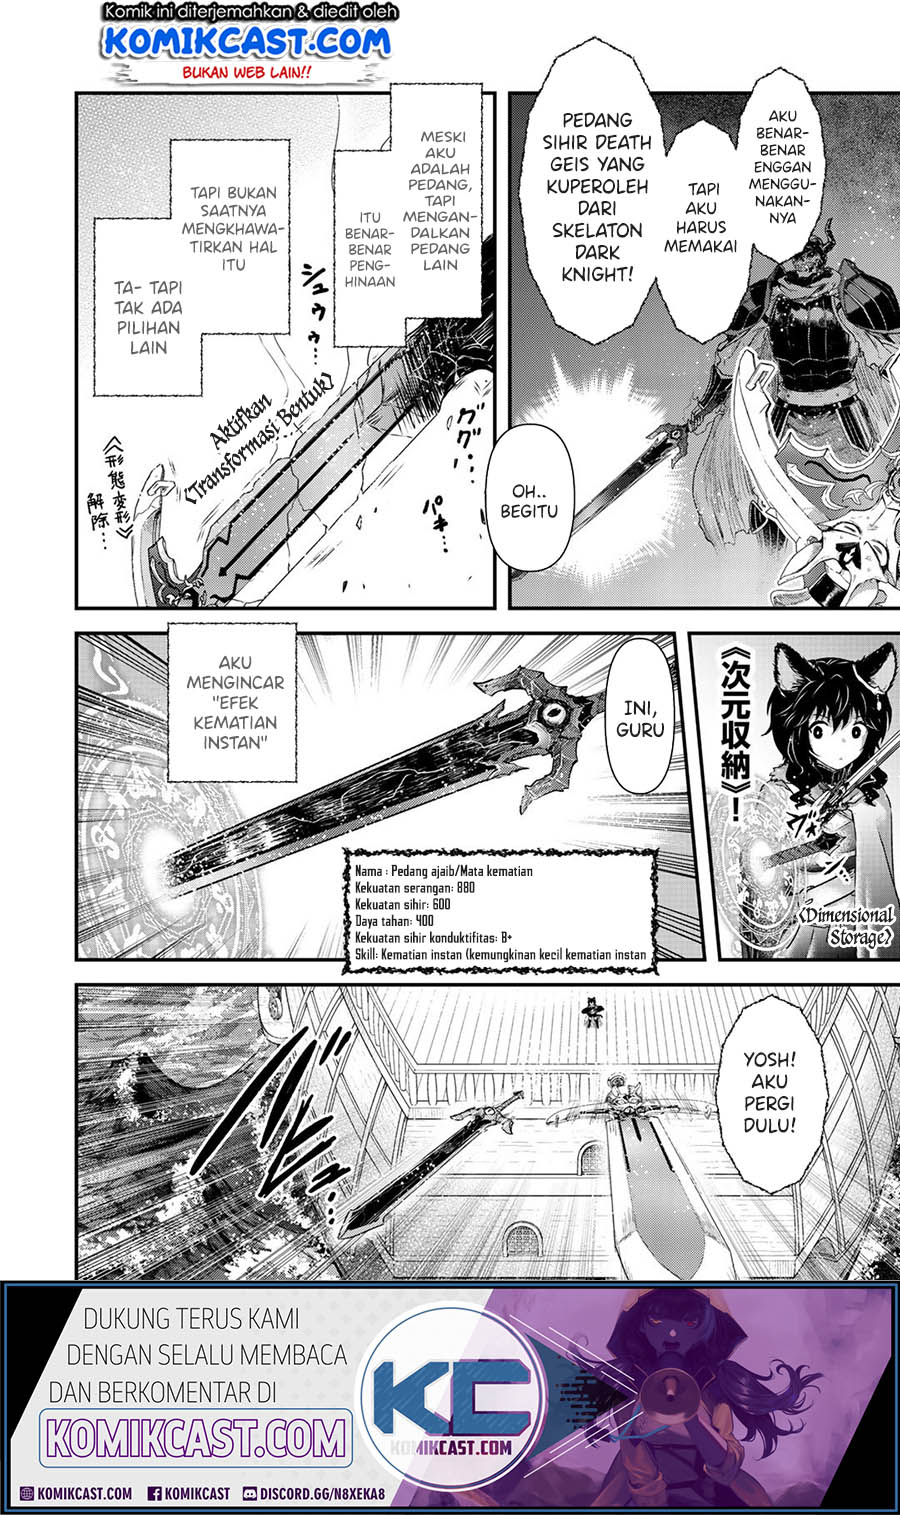 Komik ini diterjemahkan & diedit oleh
KOMIKCAST.COM
BUKAN WEB LAIN!!
AKU
BENAR-
BENAR
ENGGAN
MENGGU-
NAKAN-
NYA
TAPI
AKU
HARUS
MEMAKAI
PEDANG
SIHIR DEATH
GEIS YANG
KUPEROLEH
DARI
SKELATON
DARK
KNIGHT!
OH..
BEGITU
MESKI
AKU
ADALAH
PEDANG,
TAPI
MENGAN-
DALKAN
PEDANG
LAIN
ITU
BENAR-
BENAR
PENG-
HINAAN
TAPI BUKAN
SAATNYA
MENGKHAWA-
TIRKAN HAL
ITU
TA- TAPI
TAK ADA
PILIHAN
LAIN
シュゥゥゥ…
ググ…
パキ
Aktifkan
《Transformasi Bentuk》
《人形態変形》
解除…
《次元収納》！
ヴ
《Dimensional
Storage》
INI,
GURU
AKU
MENGINCAR
"EFEK
KEMATIAN
INSTAN"
Nama : Pedang ajaib/Mata kematian
Kekuatan serangan: 880
Kekuatan sihir: 600
Daya tahan: 400
Kekuatan sihir konduktifitas: B+
Skill: Kematian instan (kemungkinan kecil kematian instan
YOSH!
AKU
PERGI
DULU!
DUKUNG TERUS KAMI
DENGAN SELALU MEMBACA
DAN BERKOMENTAR DI
KOMIKCAST.COM
KC
KOMIKCAST.COM
KOMIKCAST.COM KOMIKCAST DISCORD.GG/N8XEKA8